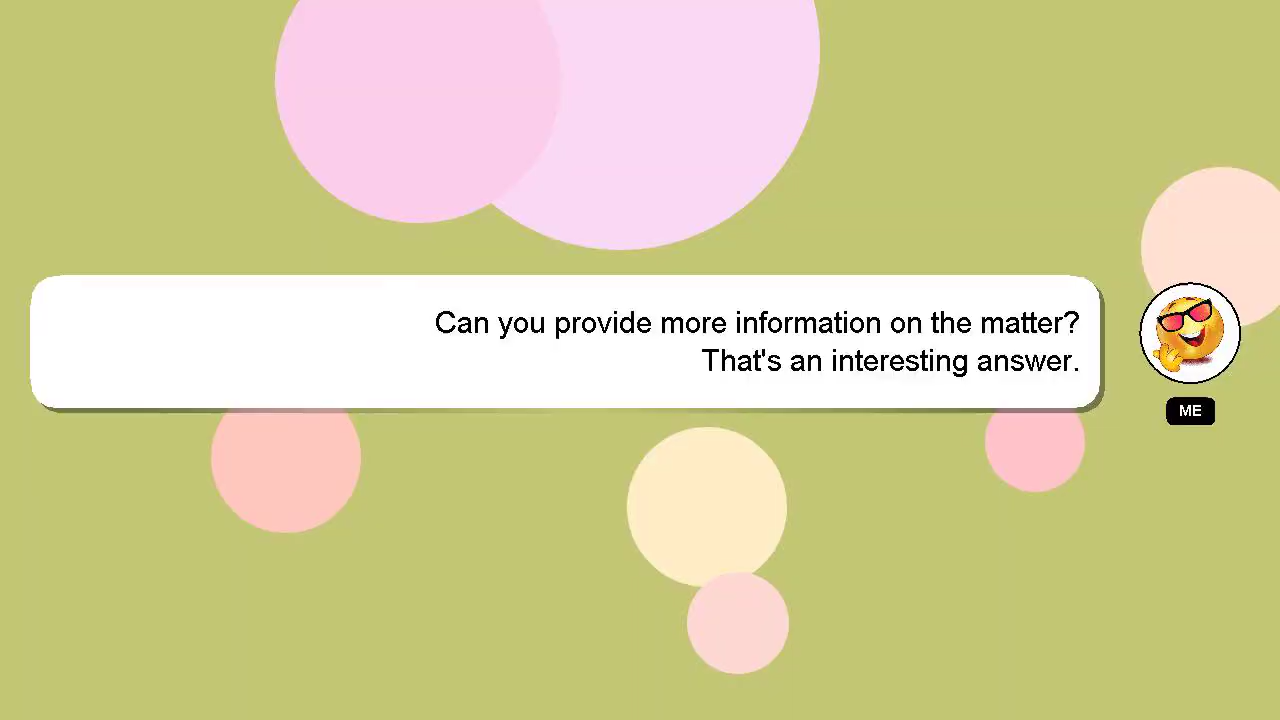 Can you provide more information on the matter?
That's an interesting answer.
ME